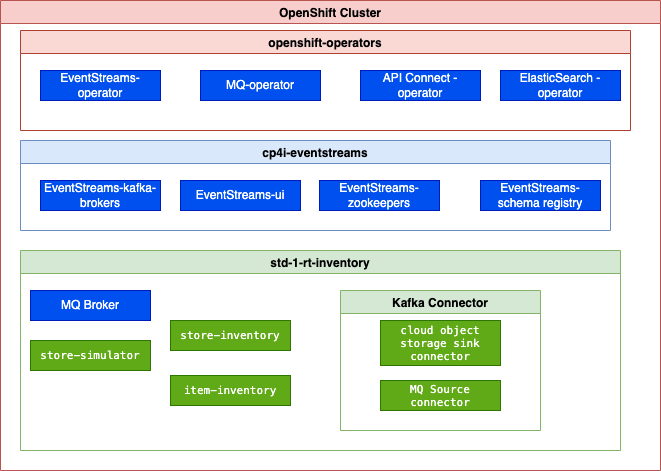 OpenShift Cluster
openshift-operators
EventStreams-
operator
MQ-operator
API Connect -
operator
ElasticSearch -
operator
cp4i-eventstreams
EventStreams-kafka-
brokers
EventStreams-ui
EventStreams-
zookeepers
EventStreams-
schema registry
std-1-rt-inventory
MQ Broker
store-simulator
store-inventory
item-inventory
Kafka Connector
cloud object
storage sink
connector
MQ Source
connector